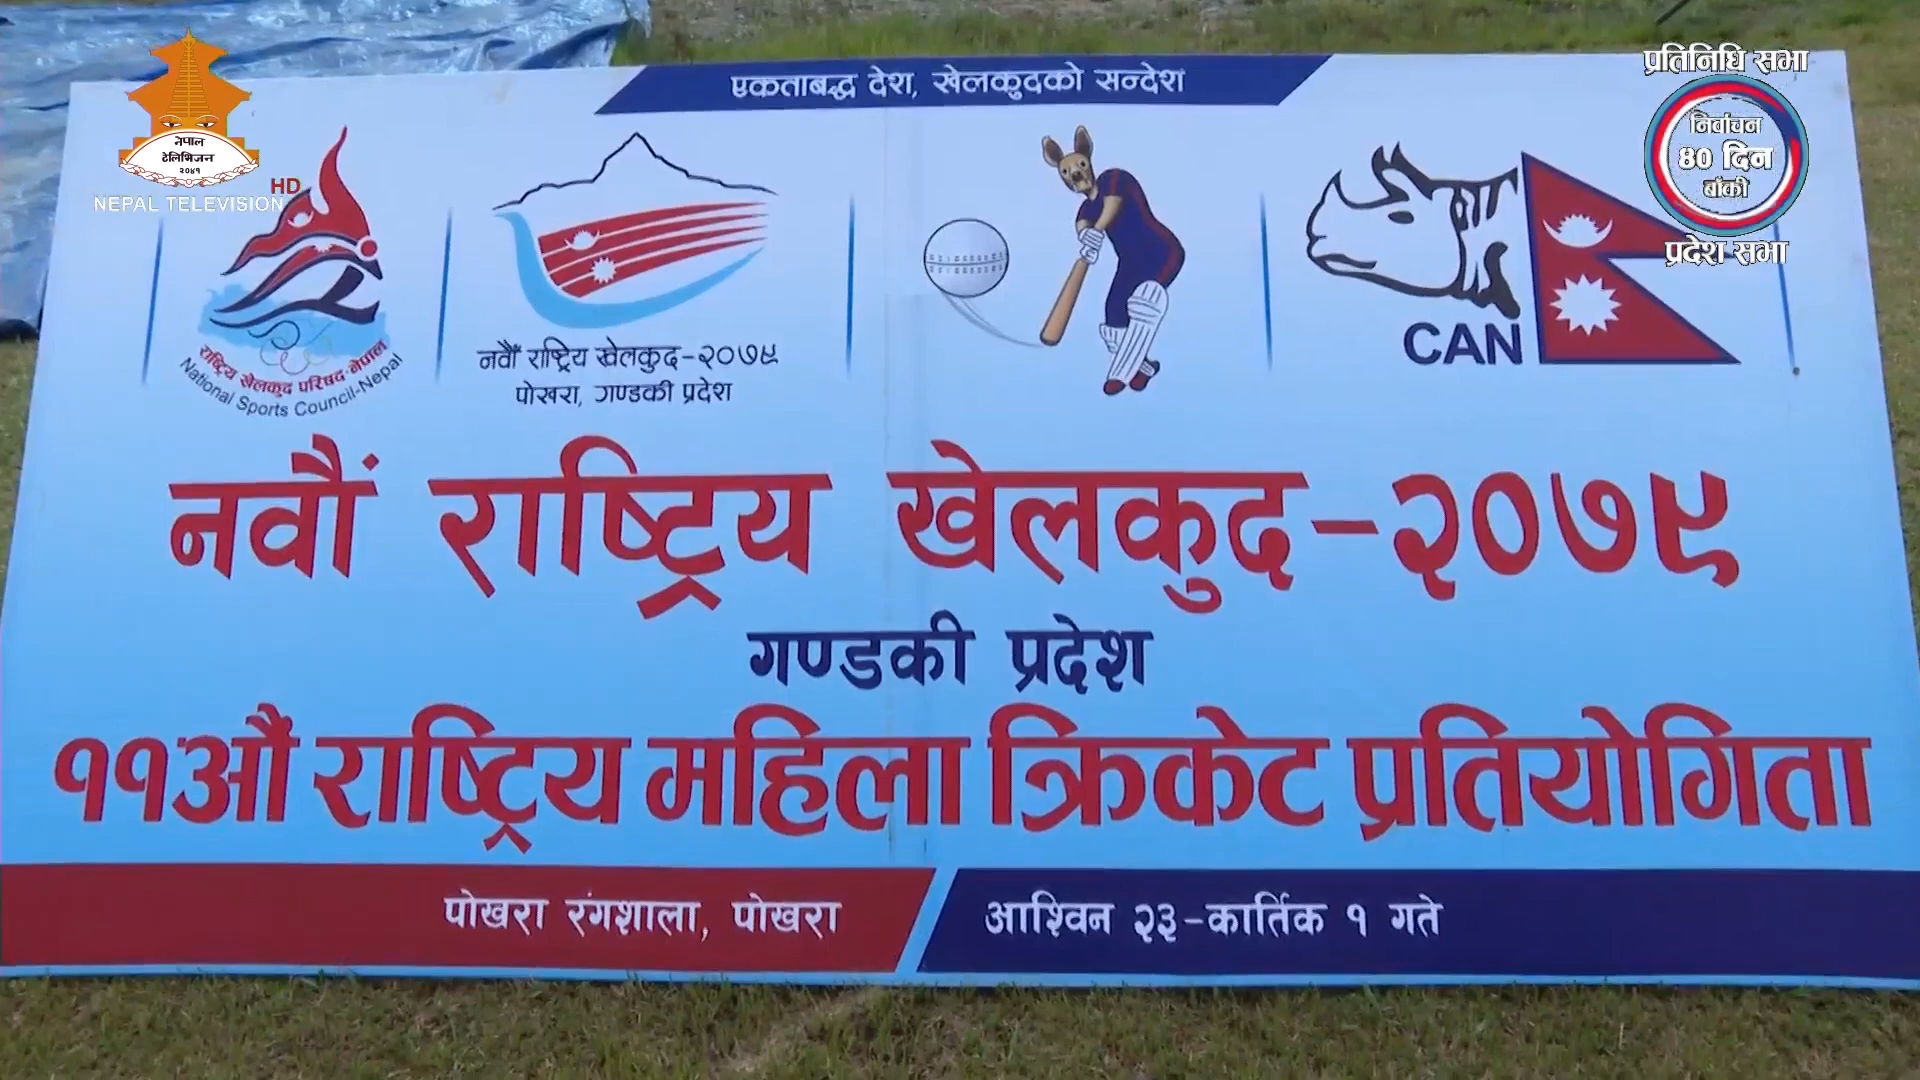 एकताबद्ध देश, खेलकुदको सन्देश
प्रतिनिधि सभा
निर्वाचन
४० दिन
बाँकी
प्रदेश सभा
नेपाल
टेलिभिजन
२०४१
HD
NEPAL TELEVISION
राष्ट्रिय खेलकुद परिषद-नेपाल
National Sports Council-Nepal
नवौँ राष्ट्रिय खेलकुद-२०७९
पोखरा, गण्डकी प्रदेश
CAN
नवौं राष्ट्रिय खेलकुद-२०७९
गण्डकी प्रदेश
११औं राष्ट्रिय महिला क्रिकेट प्रतियोगिता
पोखरा रंगशाला, पोखरा
आश्विन २३-कार्तिक १ गते